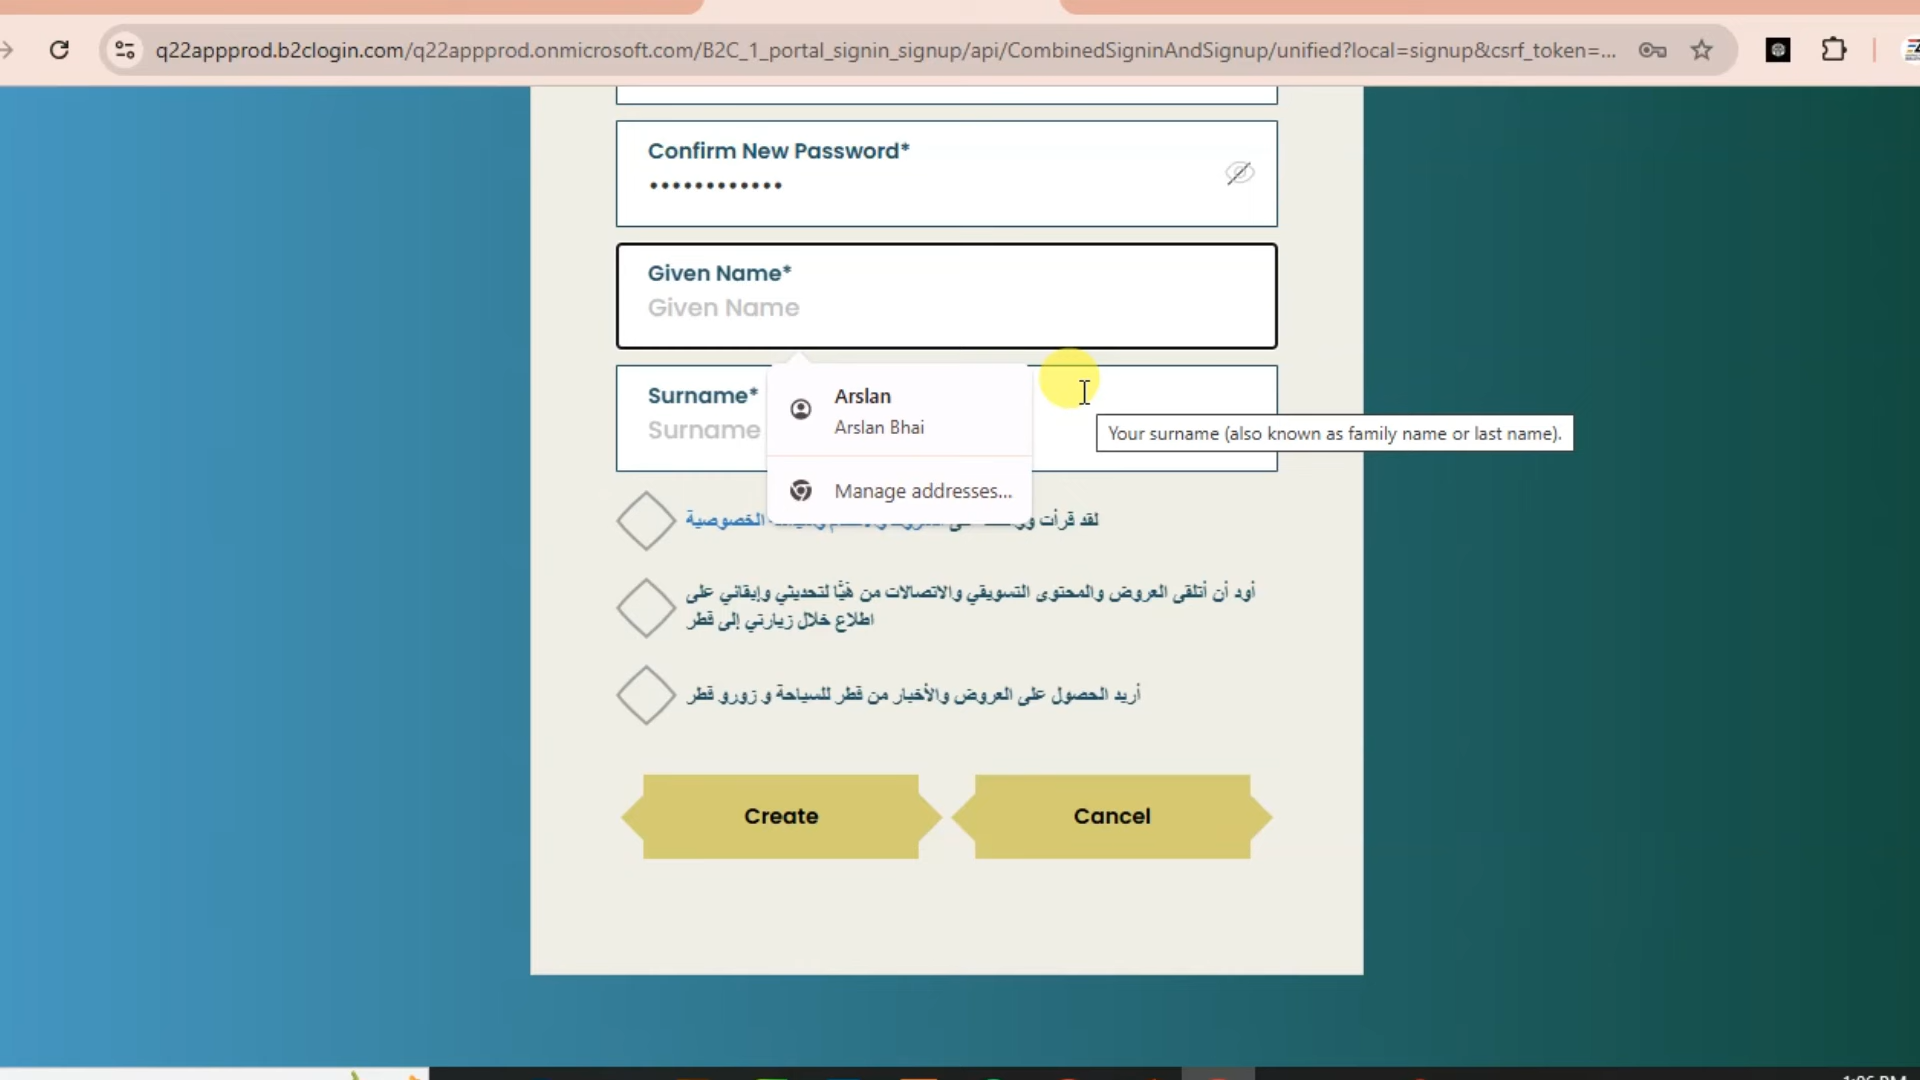 q22appprod.b2clogin.com/q22appprod.onmicrosoft.com/B2C_1_portal_signin_signup/api/CombinedSigninAndSignup/unified?local=signup&csrf_token=...
Confirm New Password*
••••••••••••
Given Name*
Given Name
Surname*
Surname
Arslan
Arslan Bhai
Manage addresses...
Your surname (also known as family name or last name).
لقد قرأت الخصوصية
أود أن أتلقى العروض والمحتوى التسويقي والاتصالات من هَيَّا لتحديثي وإبقائي على
اطلاع خلال زيارتي إلى قطر
أريد الحصول على العروض والأخبار من قطر للسياحة و زورو قطر
Create
Cancel